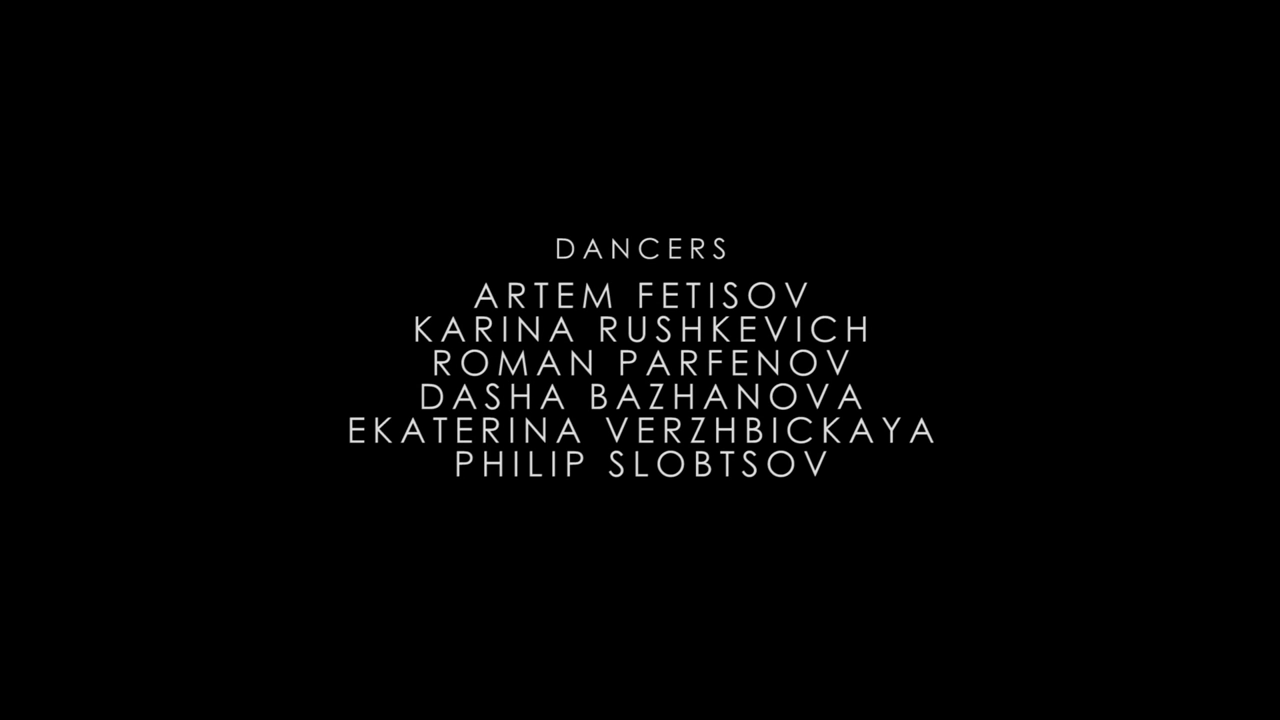 DANCERS
ARTEM FETISOV
KARINA RUSHKEVICH
ROMAN PARFENOV
DASHA BAZHANOVA
EKATERINA VERZHBICKAYA
PHILIP SLOBTSOV